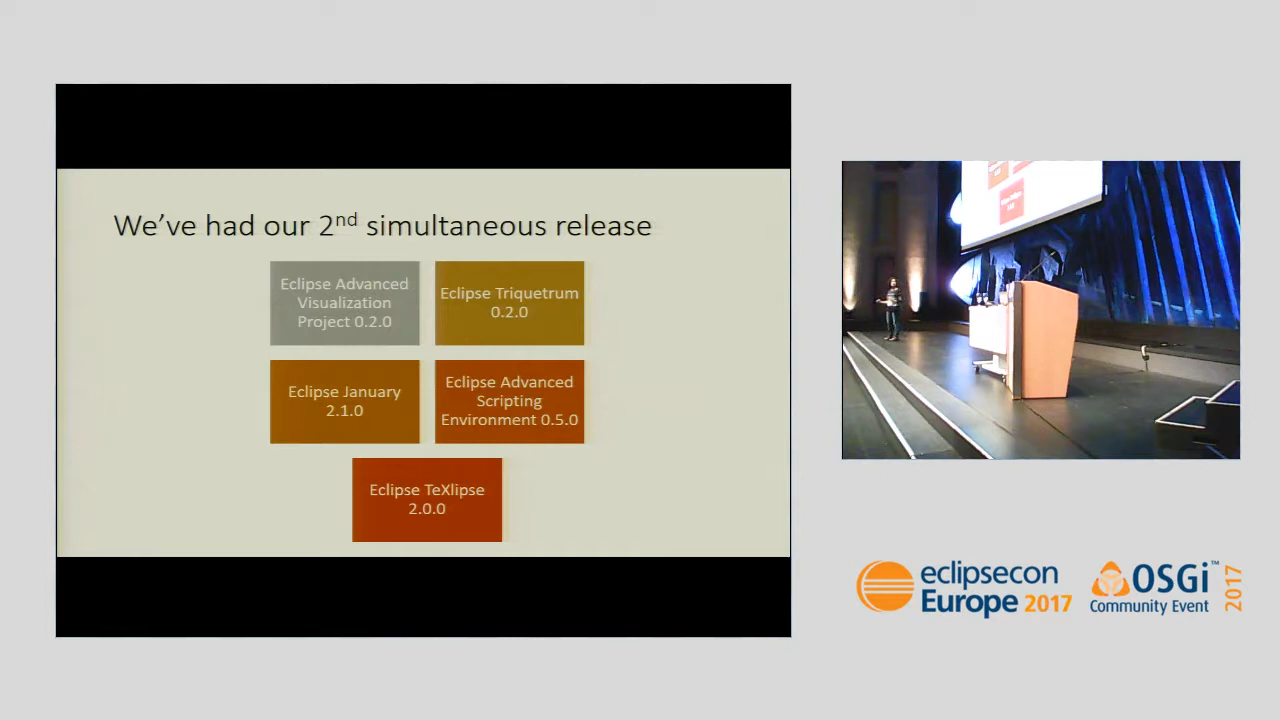 We've had our 2nd simultaneous release
Eclipse Advanced
Visualization
Project 0.2.0
Eclipse Triquetrum
0.2.0
Eclipse January
2.1.0
Eclipse Advanced
Scripting
Environment 0.5.0
Eclipse TeXlipse
2.0.0
eclipsecon
Europe 2017
OSGi™
Community Event
2017